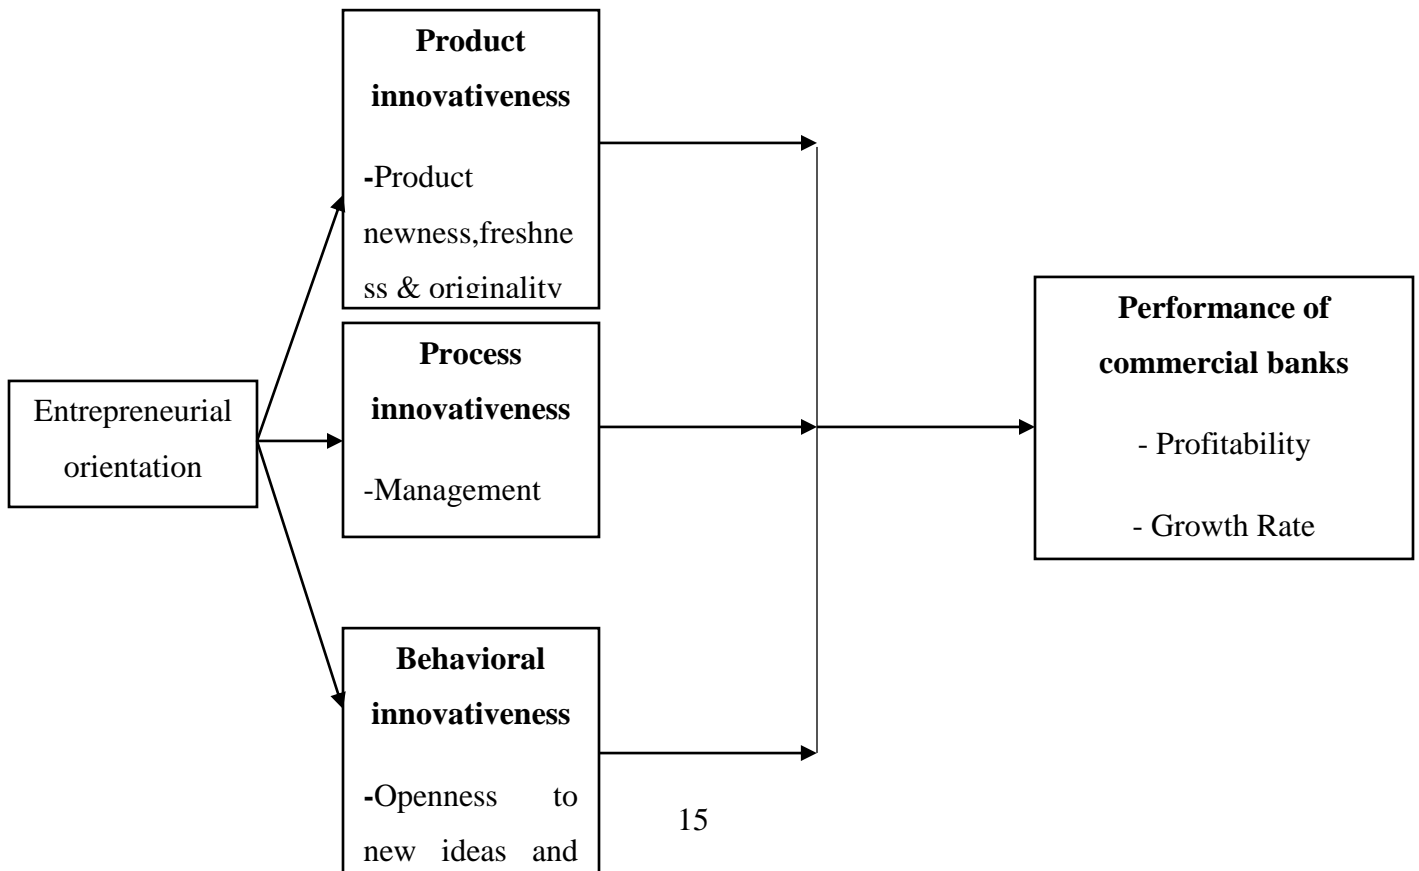 Product
innovativeness
-Product
newness,freshne
ss & originality
Process
innovativeness
-Management
Entrepreneurial
orientation
Behavioral
innovativeness
-Openness to
new ideas and
Performance of
commercial banks
- Profitability
- Growth Rate
15